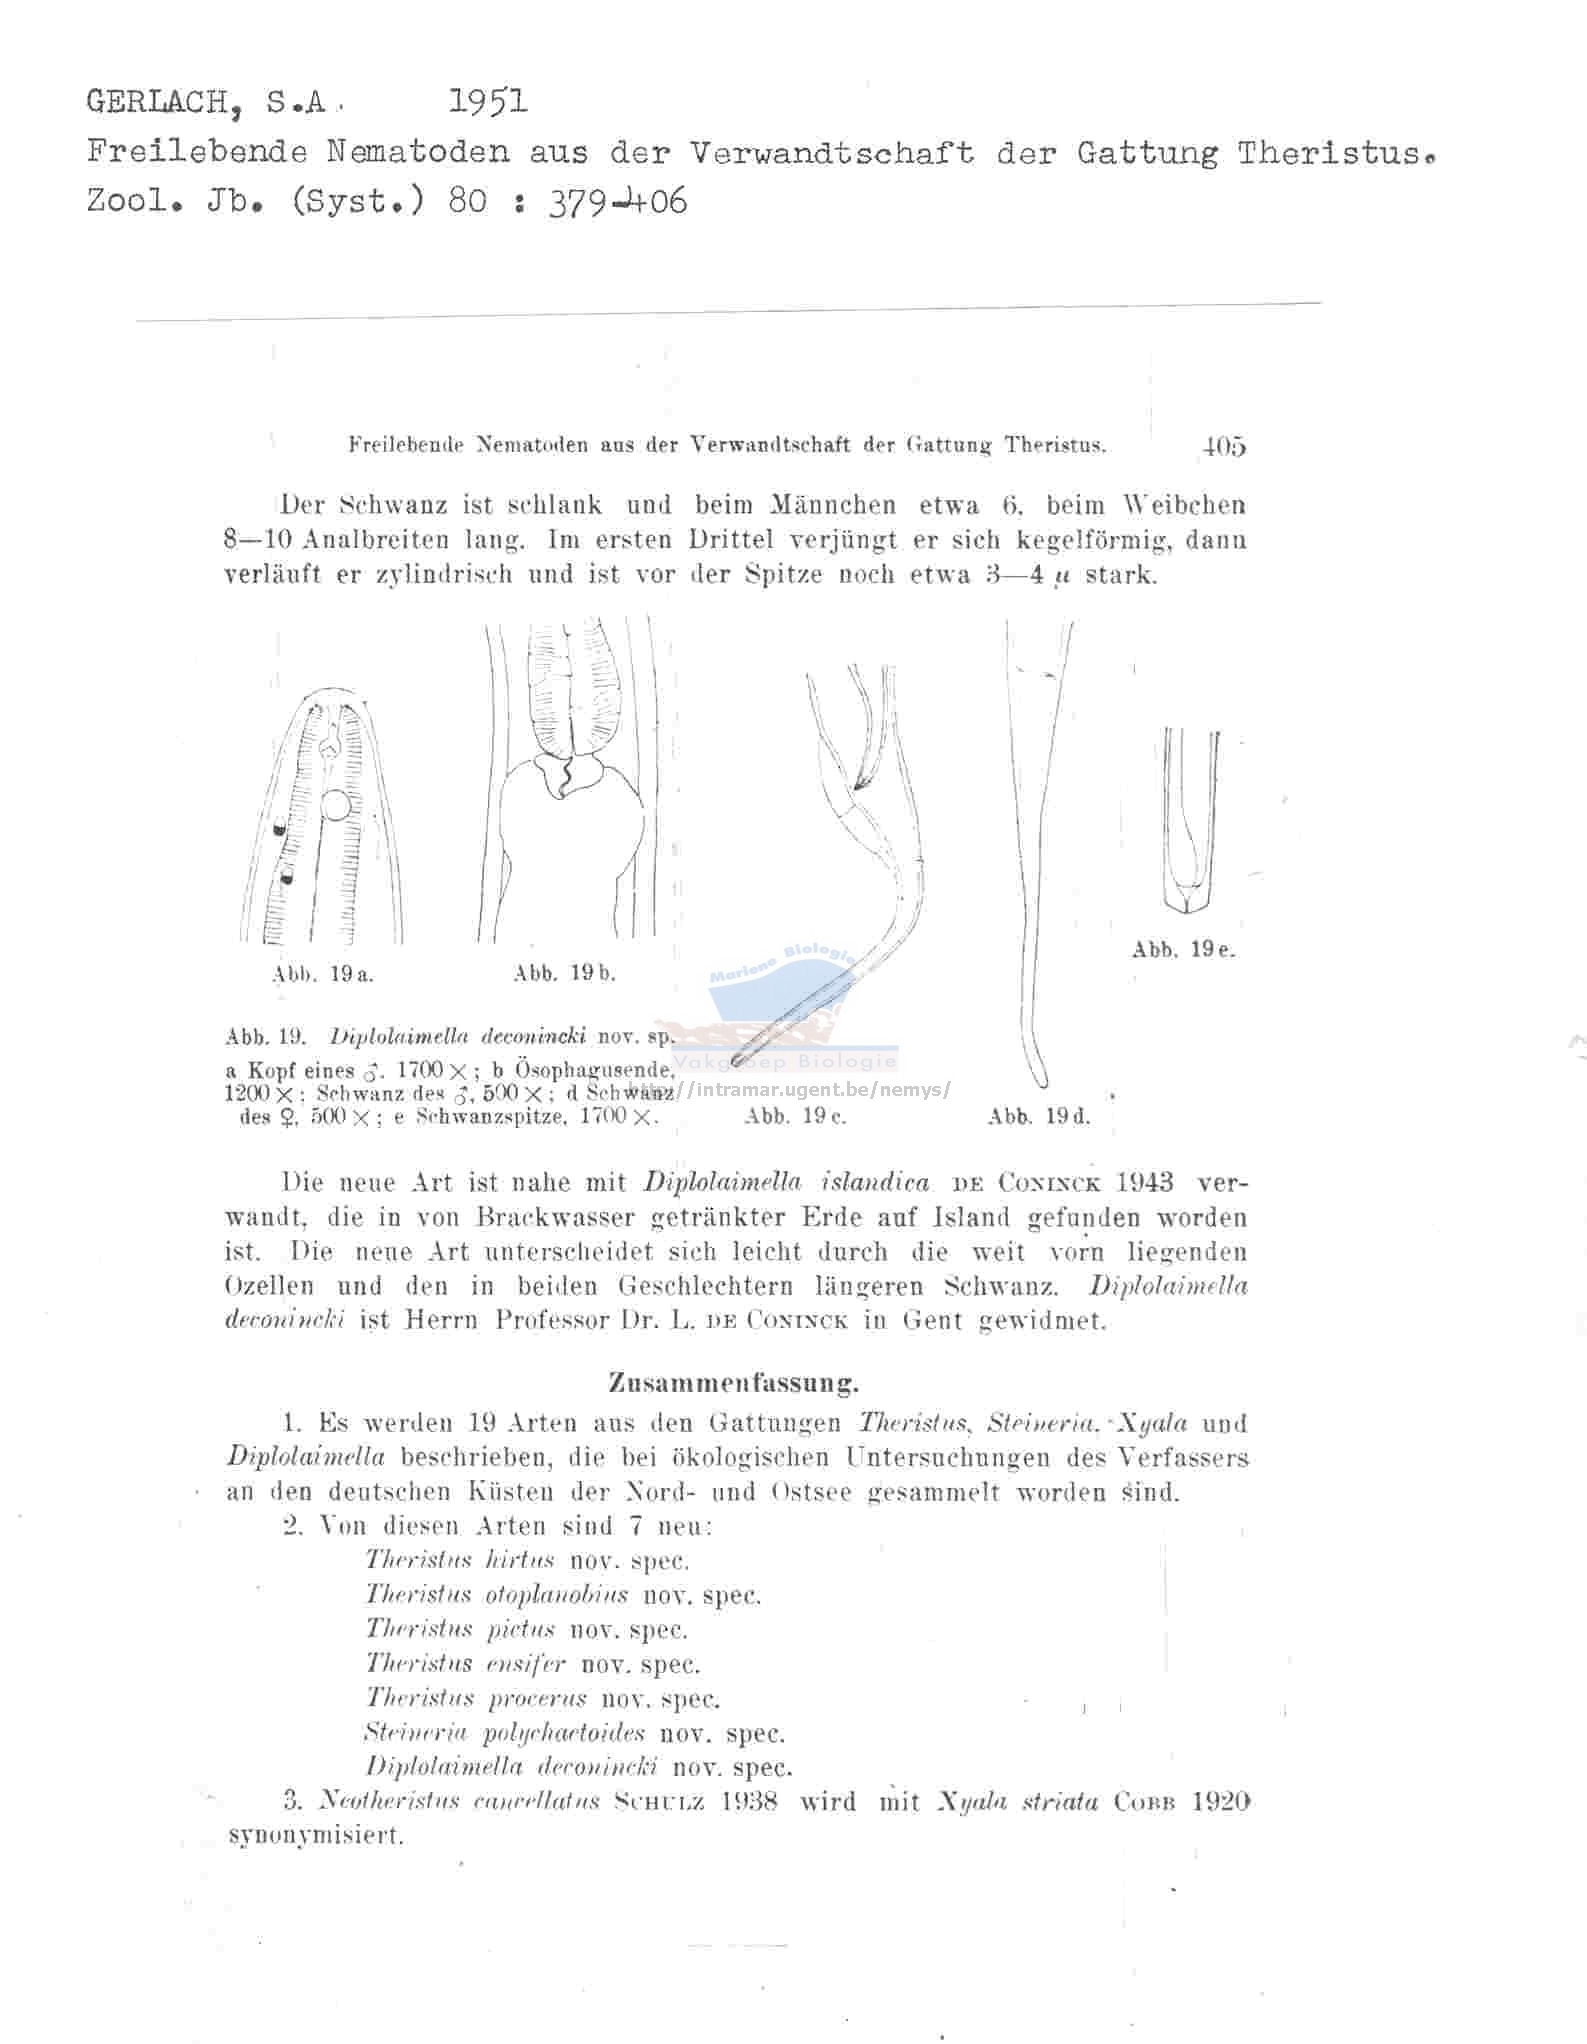 GERLACH, S.A. 1951
Freilebende Nematoden aus der Verwandtschaft der Gattung Theristus.
Zool. Jb. (Syst.) 80 : 379-406
Freilebende Nematoden aus der Verwandtschaft der Gattung Theristus. 405
Der Schwanz ist schlank und beim Männchen etwa 6, beim Weibchen
8—10 Analbreiten lang. Im ersten Drittel verjüngt er sich kegelförmig, dann
verläuft er zylindrisch und ist vor der Spitze noch etwa 3—4 µ stark.
Abb. 19a.
Abb. 19b.
Abb. 19e.
Abb. 19. Diplolaimella deconincki nov. sp.
a Kopf eines ♂, 1700 ×; b Ösophagusende,
1200 ×; Schwanz des ♂, 500 ×; d Schwanz
des ♀, 500 ×; e Schwanzspitze, 1700 ×.
Abb. 19c.
Abb. 19d.
Mariene Biologie
Vakgroep Biologie
http://intramar.ugent.be/nemys/
Die neue Art ist nahe mit Diplolaimella islandica DE CONINCK 1943 ver-
wandt, die in von Brackwasser getränkter Erde auf Island gefunden worden
ist. Die neue Art unterscheidet sich leicht durch die weit vorn liegenden
Ozellen und den in beiden Geschlechtern längeren Schwanz. Diplolaimella
deconincki ist Herrn Professor Dr. L. DE CONINCK in Gent gewidmet.
Zusammenfassung.
1. Es werden 19 Arten aus den Gattungen Theristus, Steineria, Xyala und
Diplolaimella beschrieben, die bei ökologischen Untersuchungen des Verfassers
an den deutschen Küsten der Nord- und Ostsee gesammelt worden sind.
2. Von diesen Arten sind 7 neu:
Theristus hirtus nov. spec.
Theristus otoplanobius nov. spec.
Theristus pictus nov. spec.
Theristus ensifer nov. spec.
Theristus procerus nov. spec.
Steineria polychaetoides nov. spec.
Diplolaimella deconincki nov. spec.
3. Neotheristus cancellatus SCHULZ 1938 wird mit Xyala striata COBB 1920
synonymisiert.